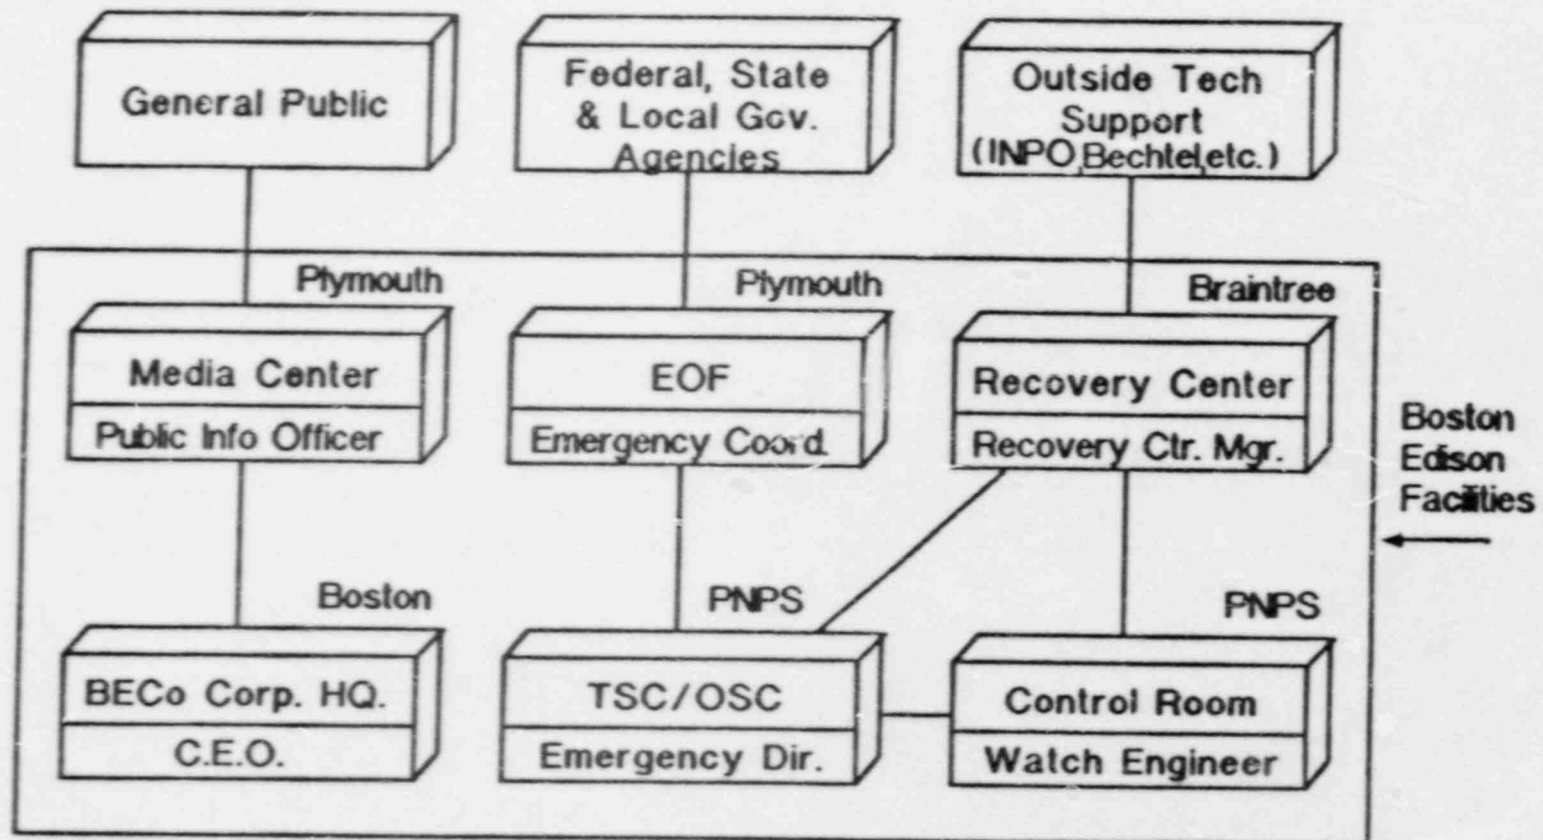 General Public
Federal, State
& Local Gov.
Agencies
Outside Tech
Support
(INPO,Bechtel,etc.)
Plymouth
Media Center
Public Info Officer
Plymouth
EOF
Emergency Coord.
Braintree
Recovery Center
Recovery Ctr. Mgr.
Boston
Edison
Facilities
Boston
BECo Corp. HQ.
C.E.O.
PNPS
TSC/OSC
Emergency Dir.
PNPS
Control Room
Watch Engineer